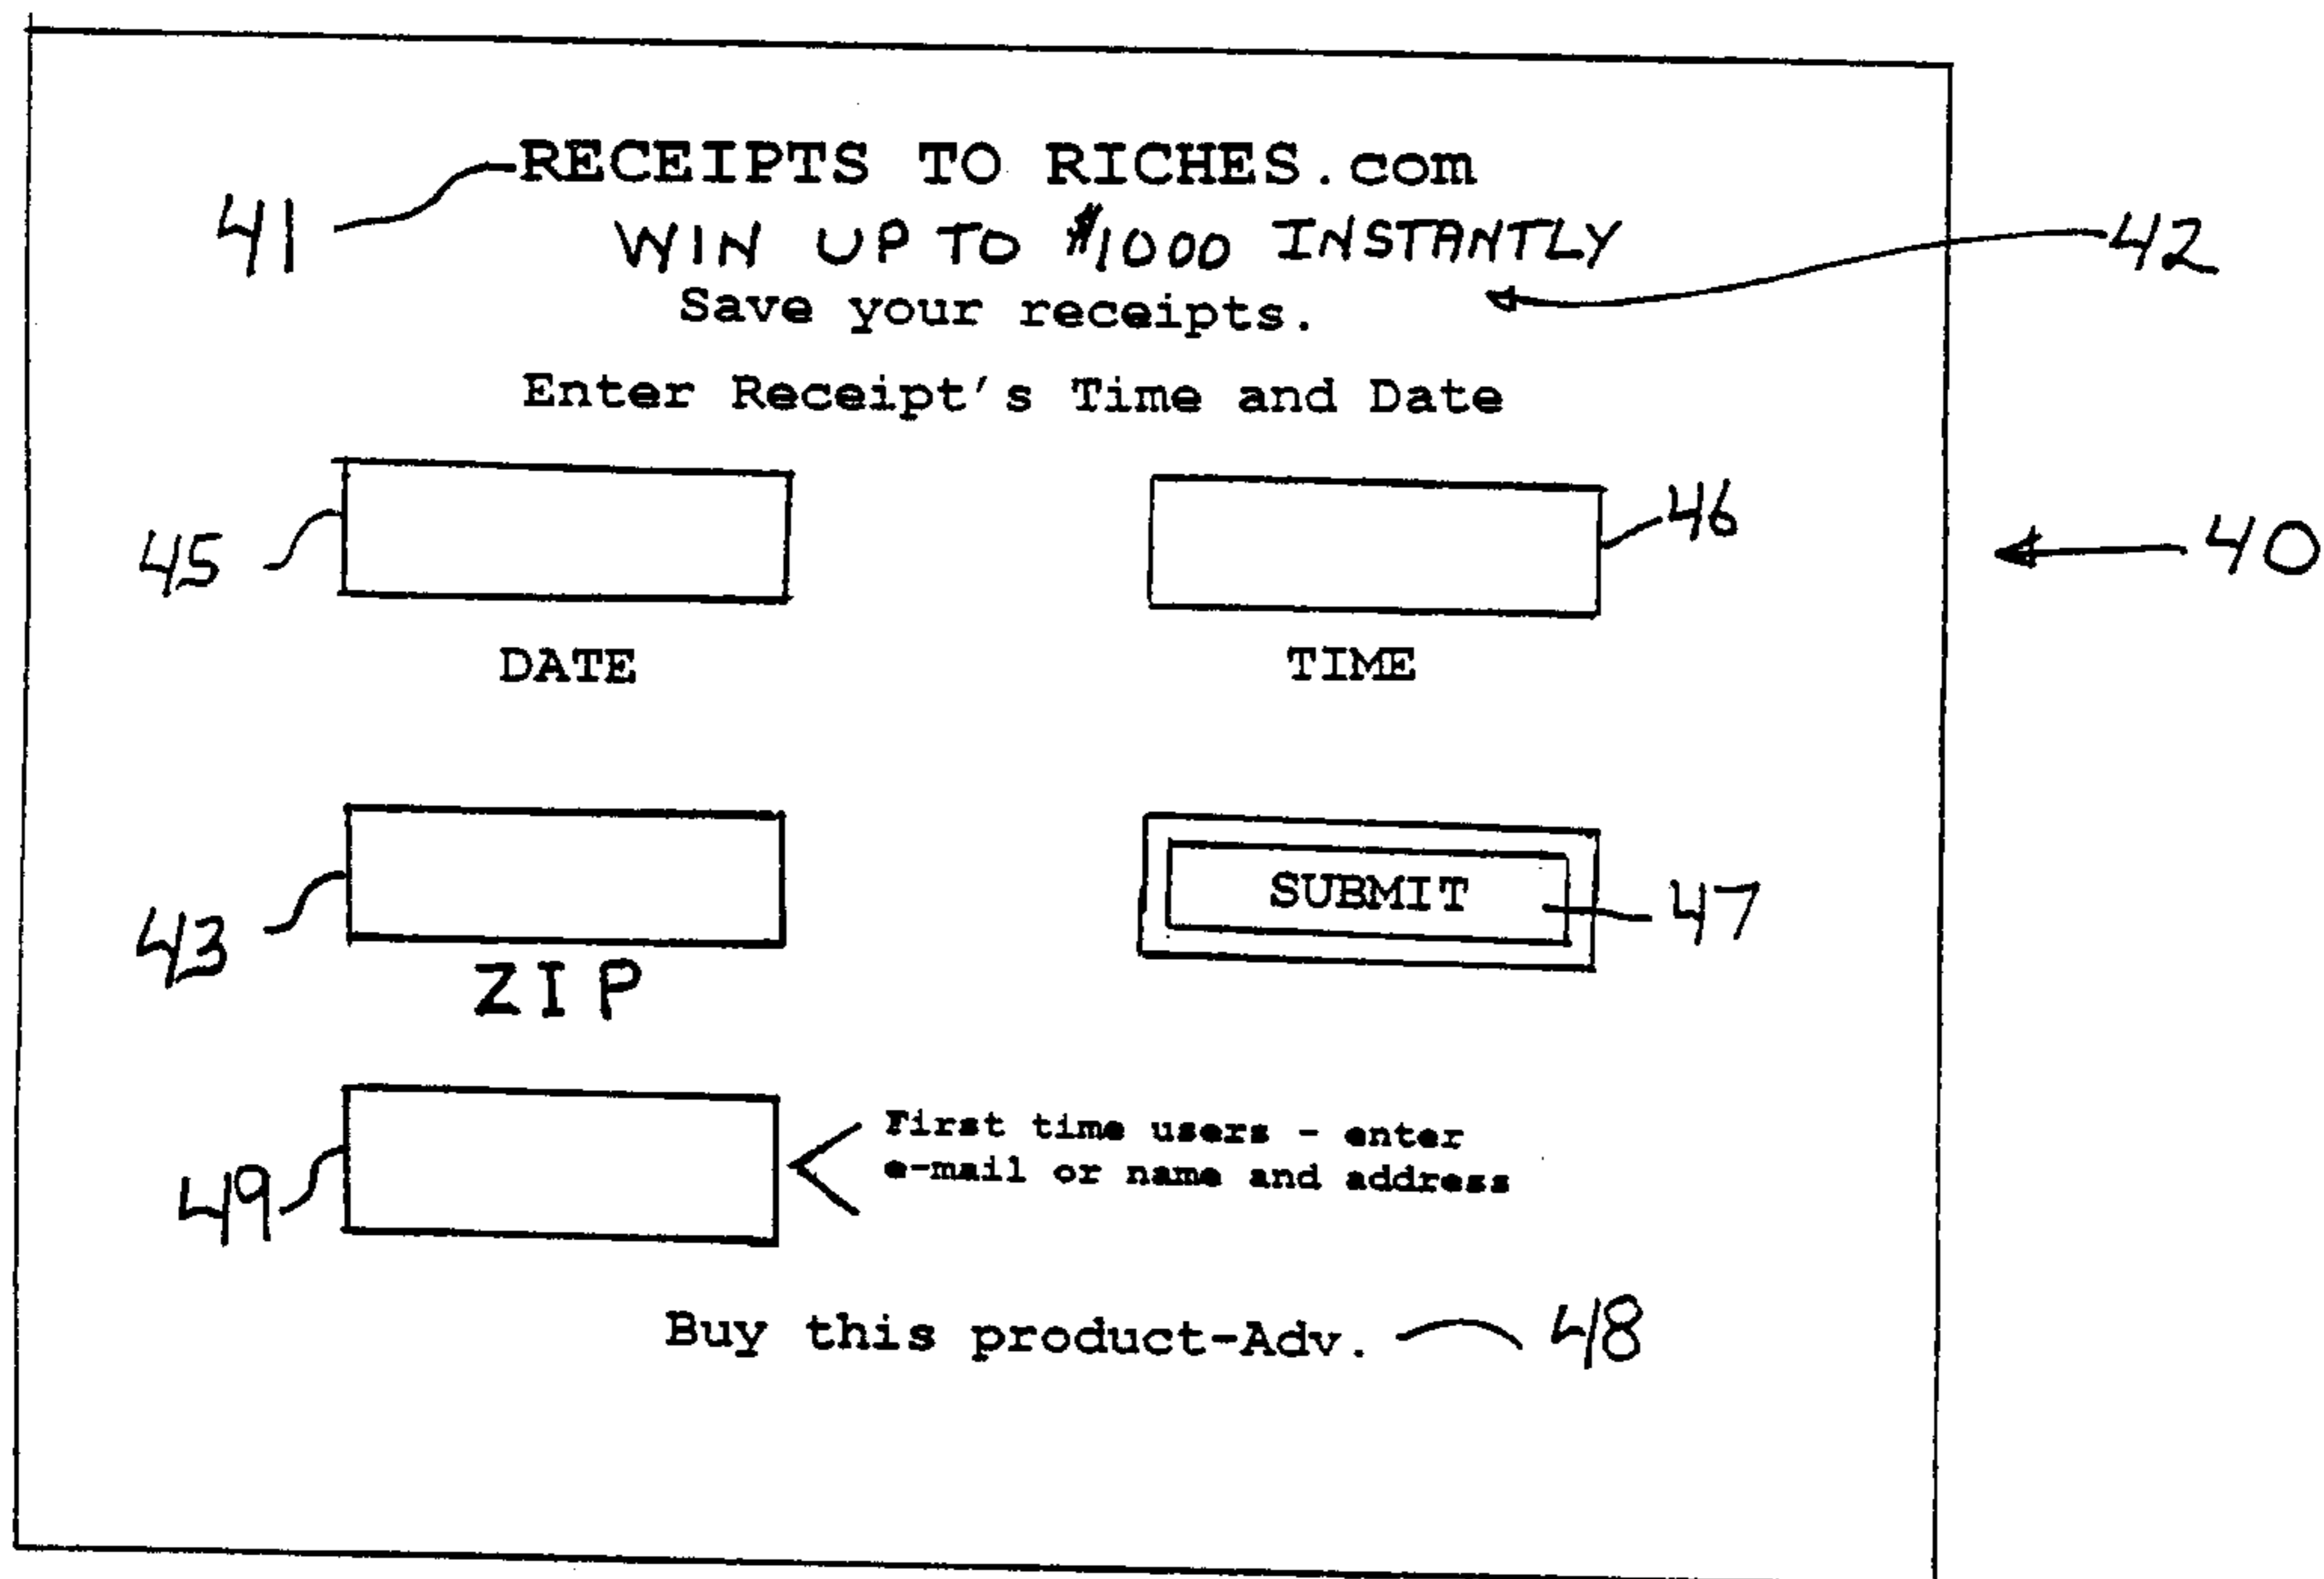 RECEIPTS TO RICHES.com
41
WIN UP TO $1000 INSTANTLY
42
Save your receipts.
Enter Receipt's Time and Date
45
46
40
DATE
TIME
43
SUBMIT
47
ZIP
49
First time users - enter
e-mail or name and address
Buy this product-Adv.
48